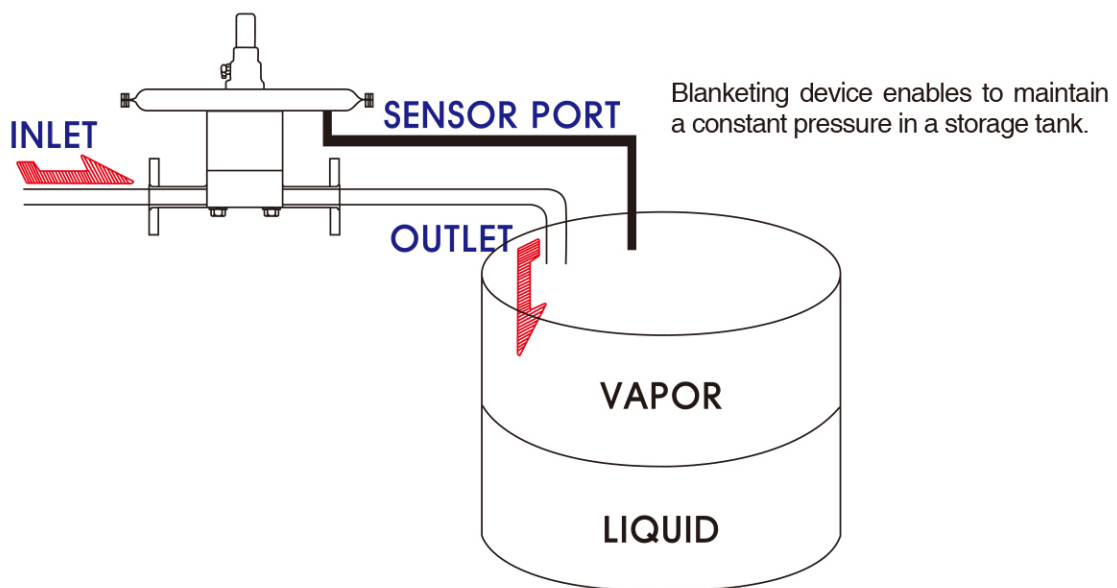 Blanketing device enables to maintain
a constant pressure in a storage tank.
SENSOR PORT
INLET
OUTLET
VAPOR
LIQUID